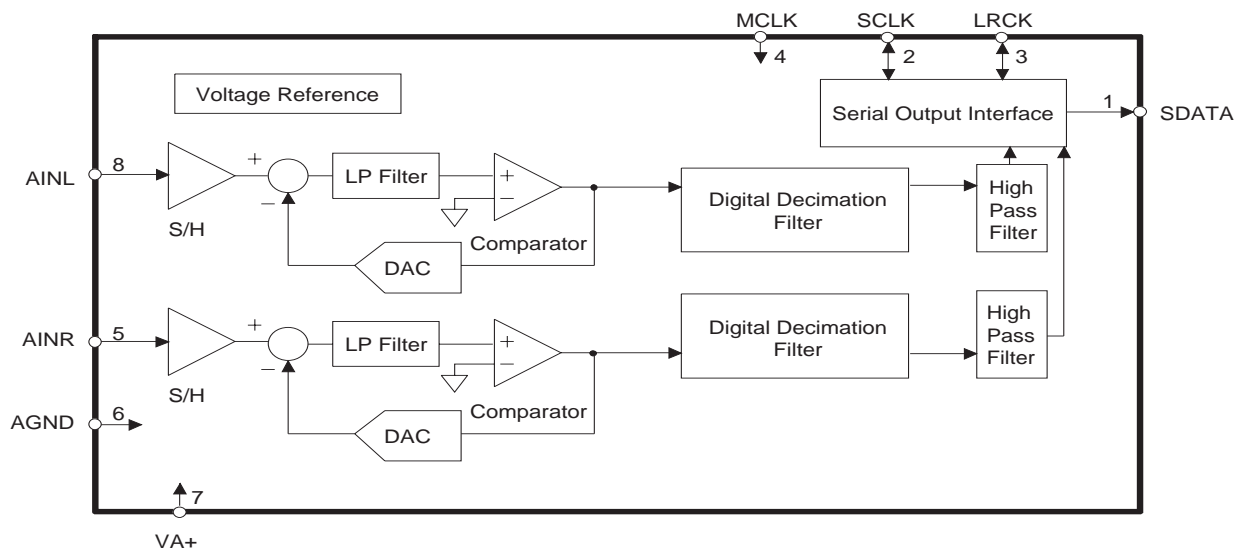 MCLK SCLK LRCK
4 2 3
Voltage Reference
Serial Output Interface
1 SDATA
AINL 8
S/H
+
−
LP Filter
+
−
Comparator
DAC
Digital Decimation
Filter
High
Pass
Filter
AINR 5
S/H
+
−
LP Filter
+
−
Comparator
DAC
Digital Decimation
Filter
High
Pass
Filter
AGND 6
7
VA+